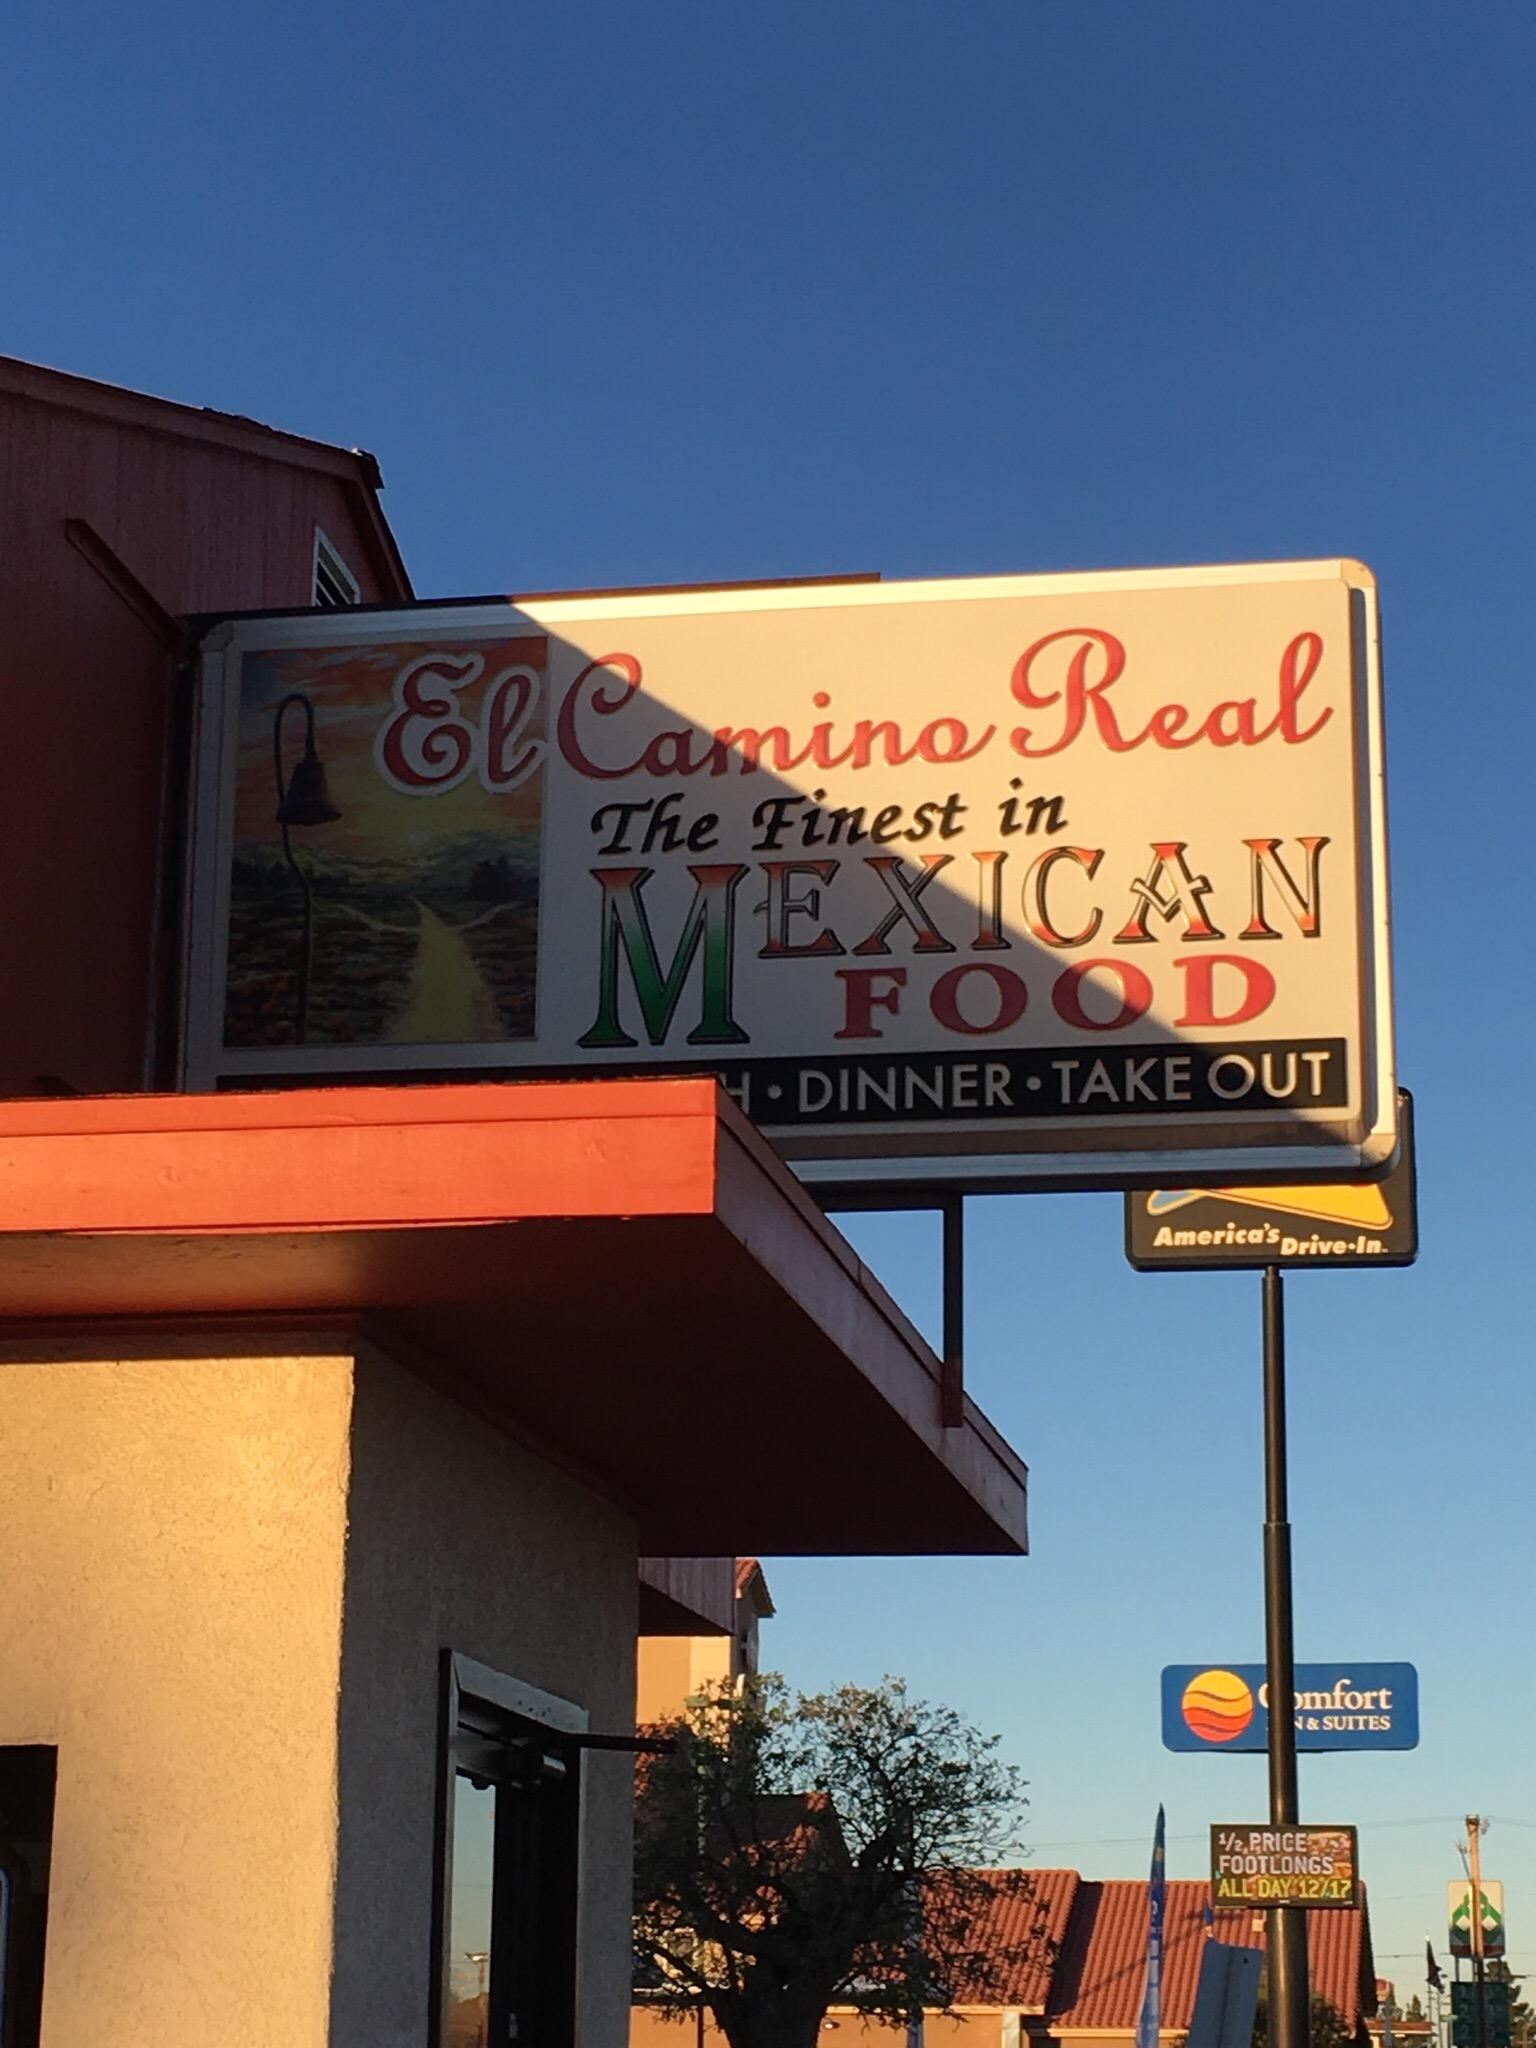 El Camino Real
The Finest in
MEXICAN
FOOD
• DINNER • TAKE OUT
America's Drive-In
Comfort
& SUITES
1/2 PRICE
FOOTLONGS
ALL DAY 12/17